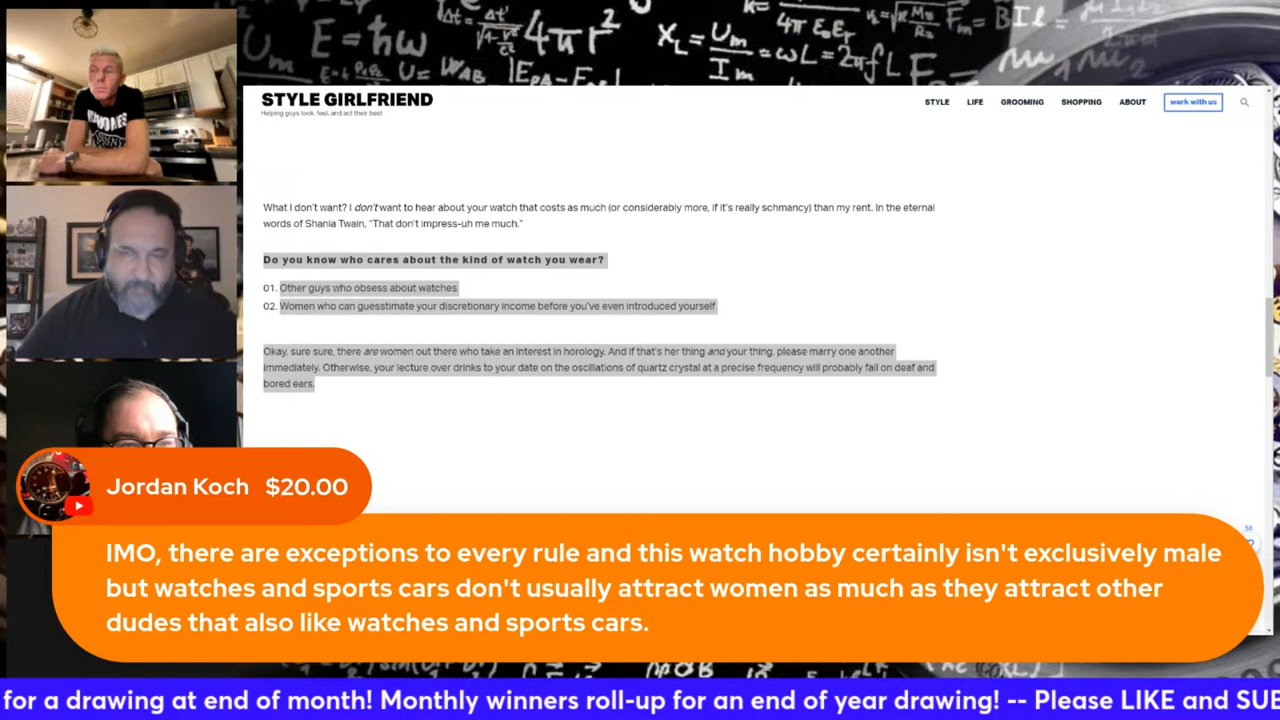 STYLE GIRLFRIEND
Helping guys look, feel, and act their best
STYLE LIFE GROOMING SHOPPING ABOUT work with us
What I don't want? I don't want to hear about your watch that costs as much (or considerably more, if it's really schmancy) than my rent. In the eternal
words of Shania Twain, "That don't impress-uh me much."
Do you know who cares about the kind of watch you wear?
01. Other guys who obsess about watches
02. Women who can guesstimate your discretionary income before you've even introduced yourself
Okay, sure sure, there are women out there who take an interest in horology. And if that's her thing and your thing, please marry one another
immediately. Otherwise, your lecture over drinks to your date on the oscillations of quartz crystal at a precise frequency will probably fall on deaf and
bored ears.
58
Jordan Koch $20.00
IMO, there are exceptions to every rule and this watch hobby certainly isn't exclusively male
but watches and sports cars don't usually attract women as much as they attract other
dudes that also like watches and sports cars.
for a drawing at end of month! Monthly winners roll-up for an end of year drawing! -- Please LIKE and SUB